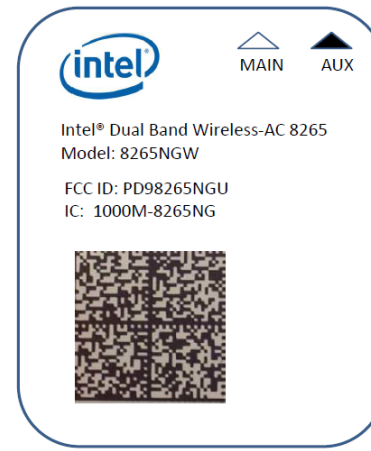 intel
MAIN AUX
Intel® Dual Band Wireless-AC 8265
Model: 8265NGW
FCC ID: PD98265NGU
IC: 1000M-8265NG